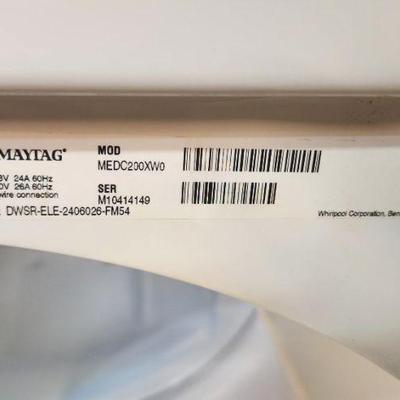 MAYTAG®
MOD
MEDC200XW0
8V 24A 60Hz
0V 26A 60Hz
wire connection
SER
M10414149
DWSR-ELE-2406026-FM54
Whirlpool Corporation, Ben